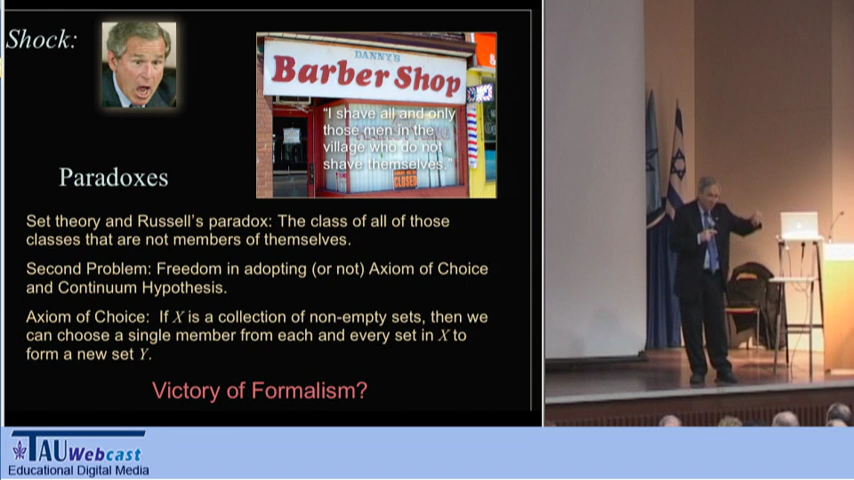 Shock:
DANNY'S
Barber Shop
"I shave all and only
those men in the
village who do not
shave themselves."
CLOSED
Paradoxes
Set theory and Russell's paradox: The class of all of those
classes that are not members of themselves.
Second Problem: Freedom in adopting (or not) Axiom of Choice
and Continuum Hypothesis.
Axiom of Choice: If X is a collection of non-empty sets, then we
can choose a single member from each and every set in X to
form a new set Y.
Victory of Formalism?
TAU Webcast
Educational Digital Media